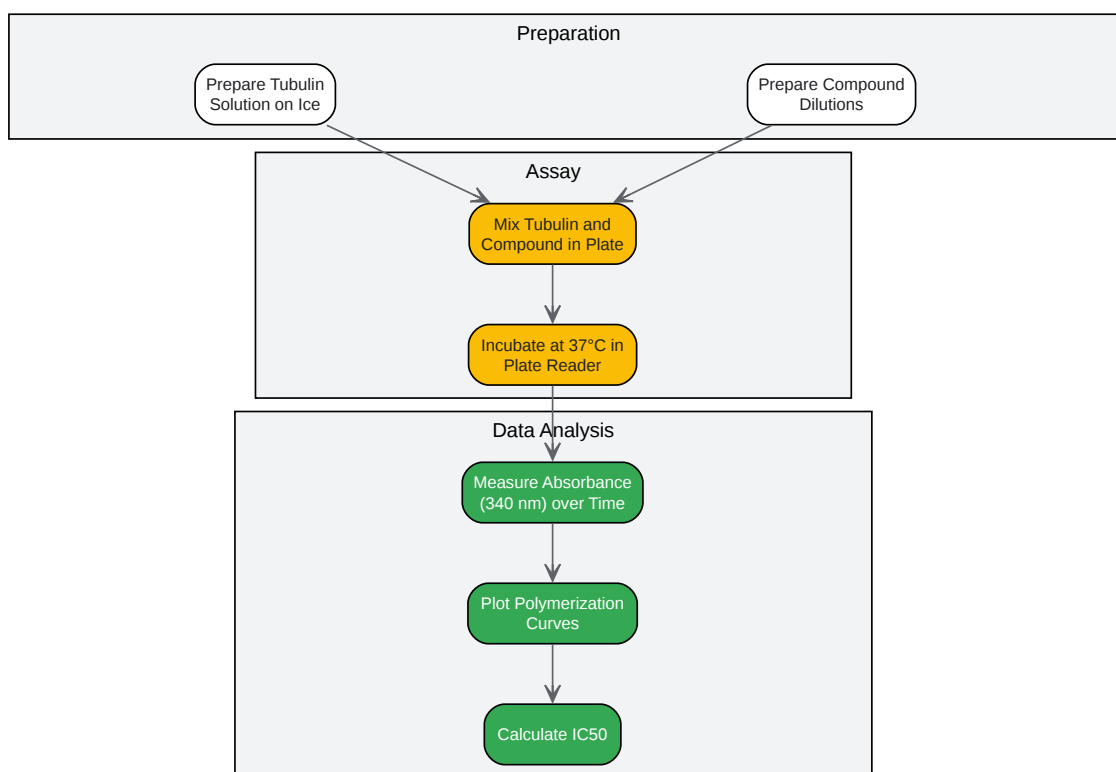 Preparation
Prepare Tubulin
Solution on Ice
Prepare Compound
Dilutions
Assay
Mix Tubulin and
Compound in Plate
Incubate at 37°C in
Plate Reader
Data Analysis
Measure Absorbance
(340 nm) over Time
Plot Polymerization
Curves
Calculate IC50